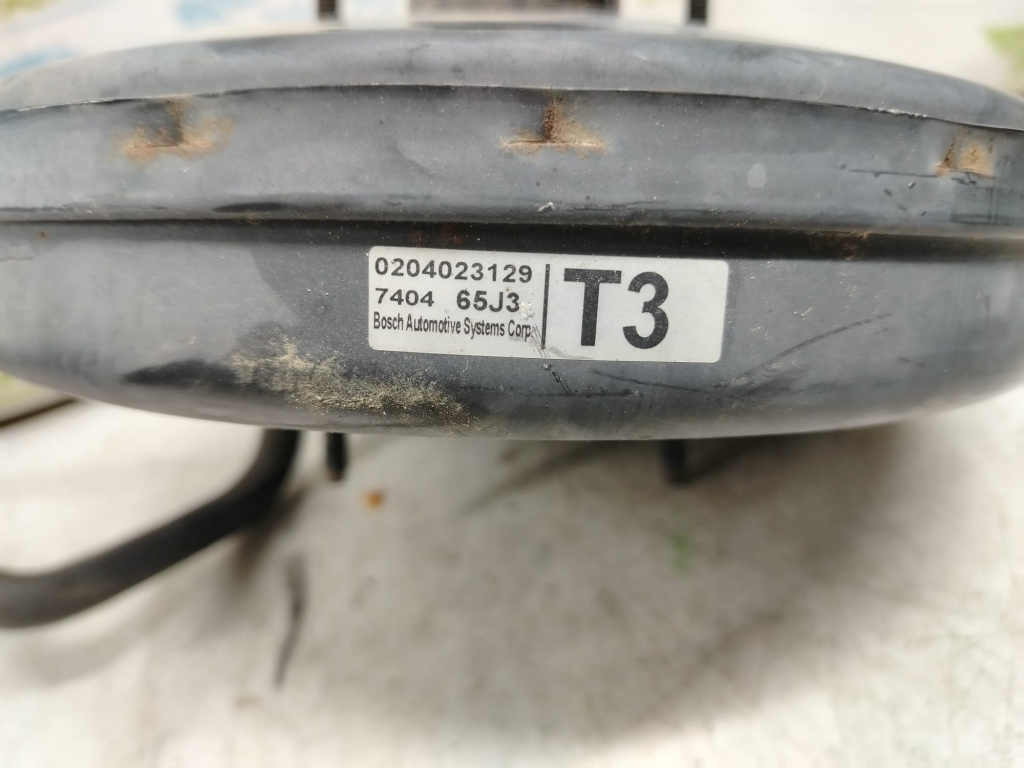 0204023129
7404 65J3
Bosch Automotive Systems Corp.
T3